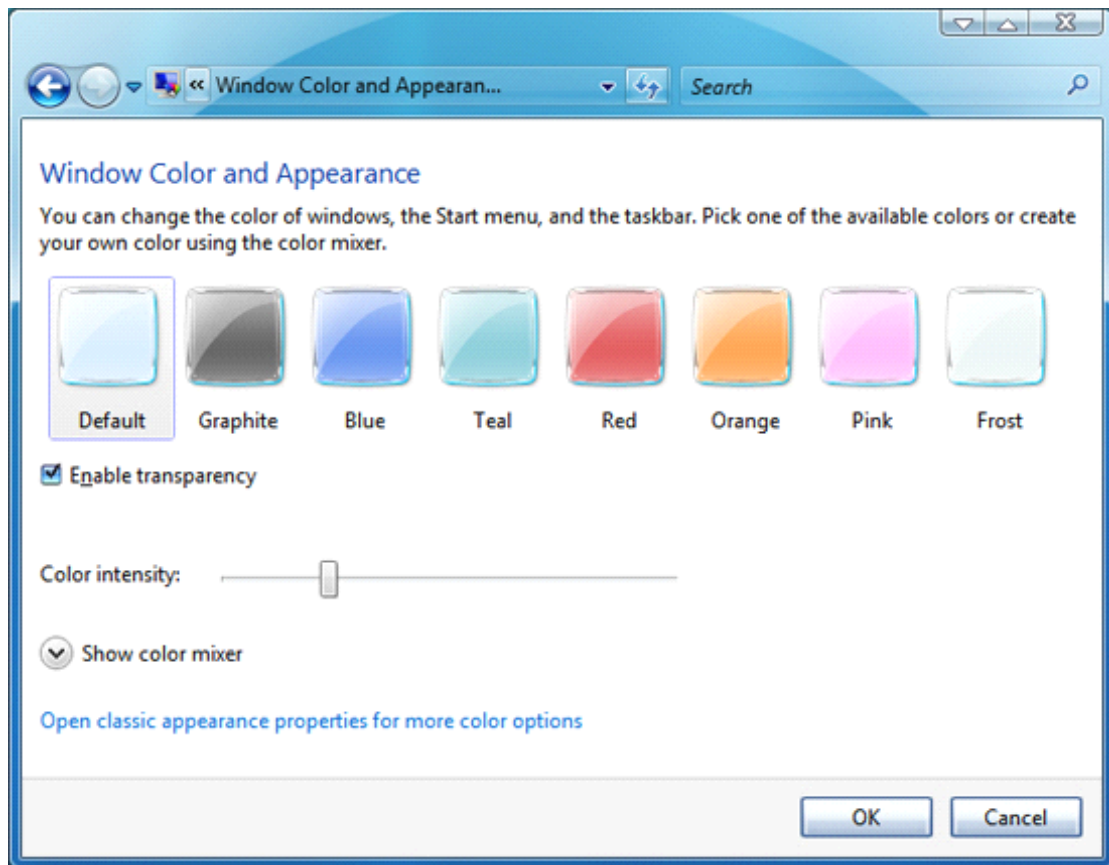 « Window Color and Appearan...
Search
Window Color and Appearance
You can change the color of windows, the Start menu, and the taskbar. Pick one of the available colors or create
your own color using the color mixer.
Default Graphite Blue Teal Red Orange Pink Frost
Enable transparency
Color intensity:
Show color mixer
Open classic appearance properties for more color options
OK Cancel